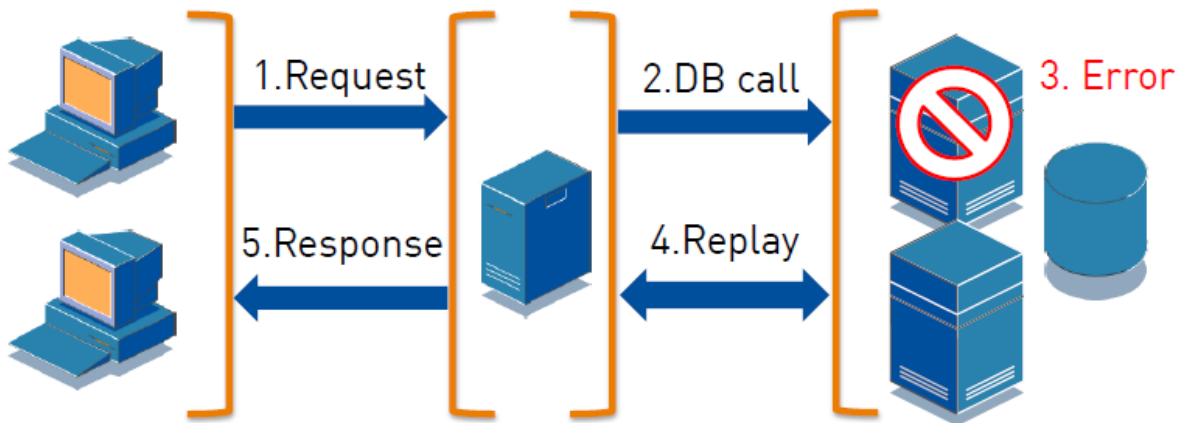 1.Request
2.DB call
3. Error
5.Response
4.Replay